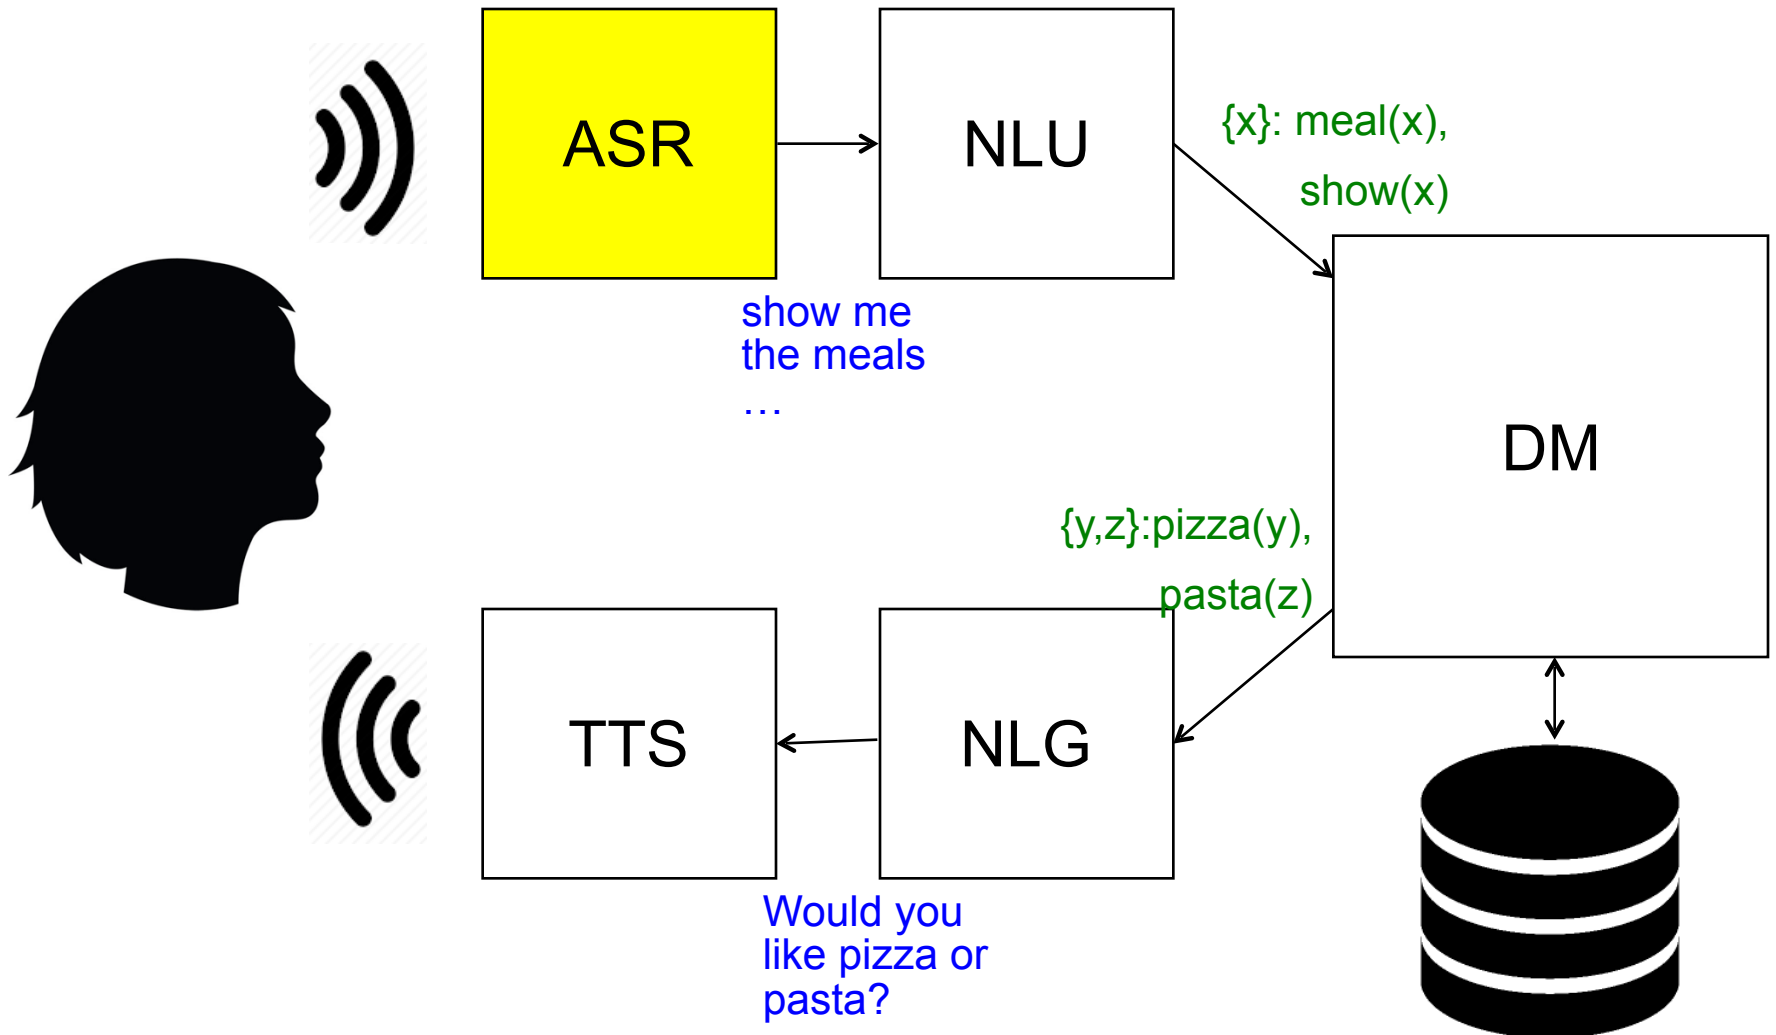 ASR
NLU
{x}: meal(x),
show(x)
show me
the meals
…
DM
{y,z}:pizza(y),
pasta(z)
TTS
NLG
Would you
like pizza or
pasta?